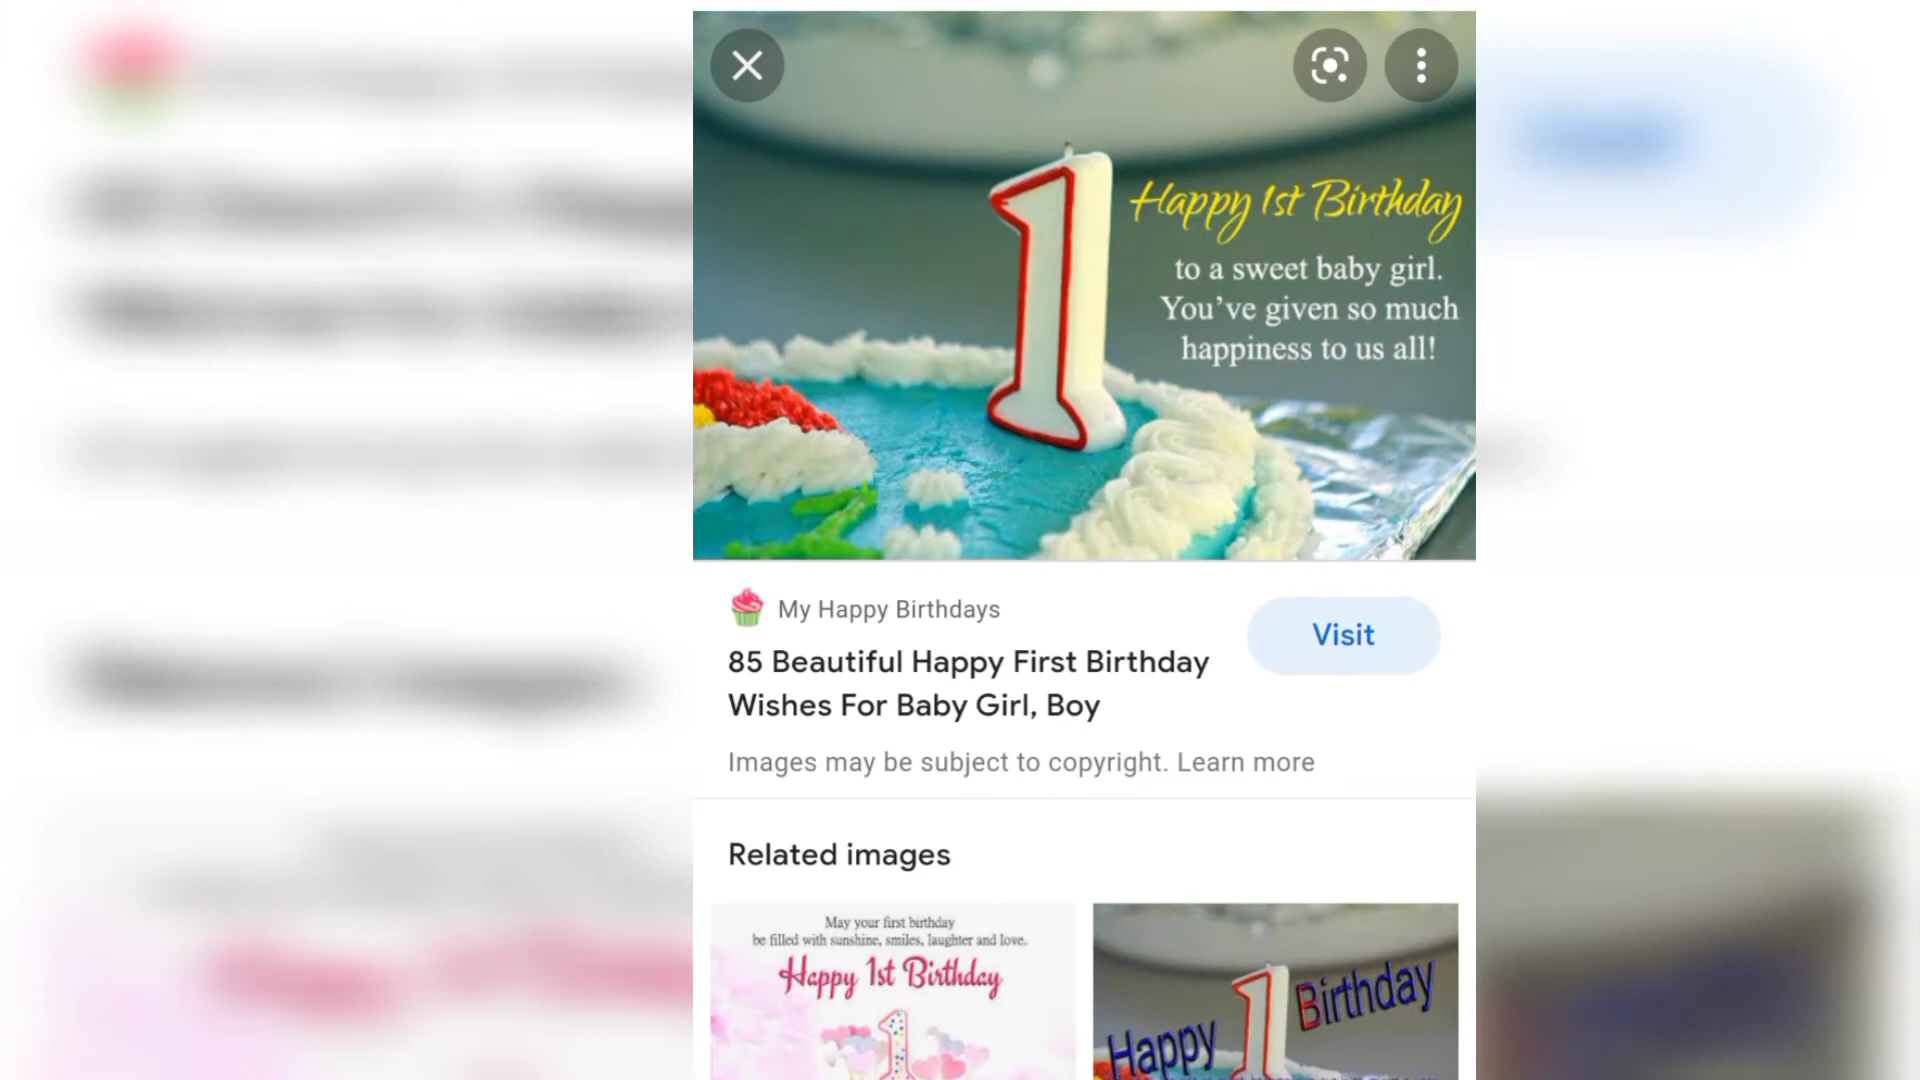 Happy 1st Birthday
to a sweet baby girl.
You've given so much
happiness to us all!
My Happy Birthdays
Visit
85 Beautiful Happy First Birthday
Wishes For Baby Girl, Boy
Images may be subject to copyright. Learn more
Related images
May your first birthday
be filled with sunshine, smiles, laughter and love.
Happy 1st Birthday
Happy 1 Birthday